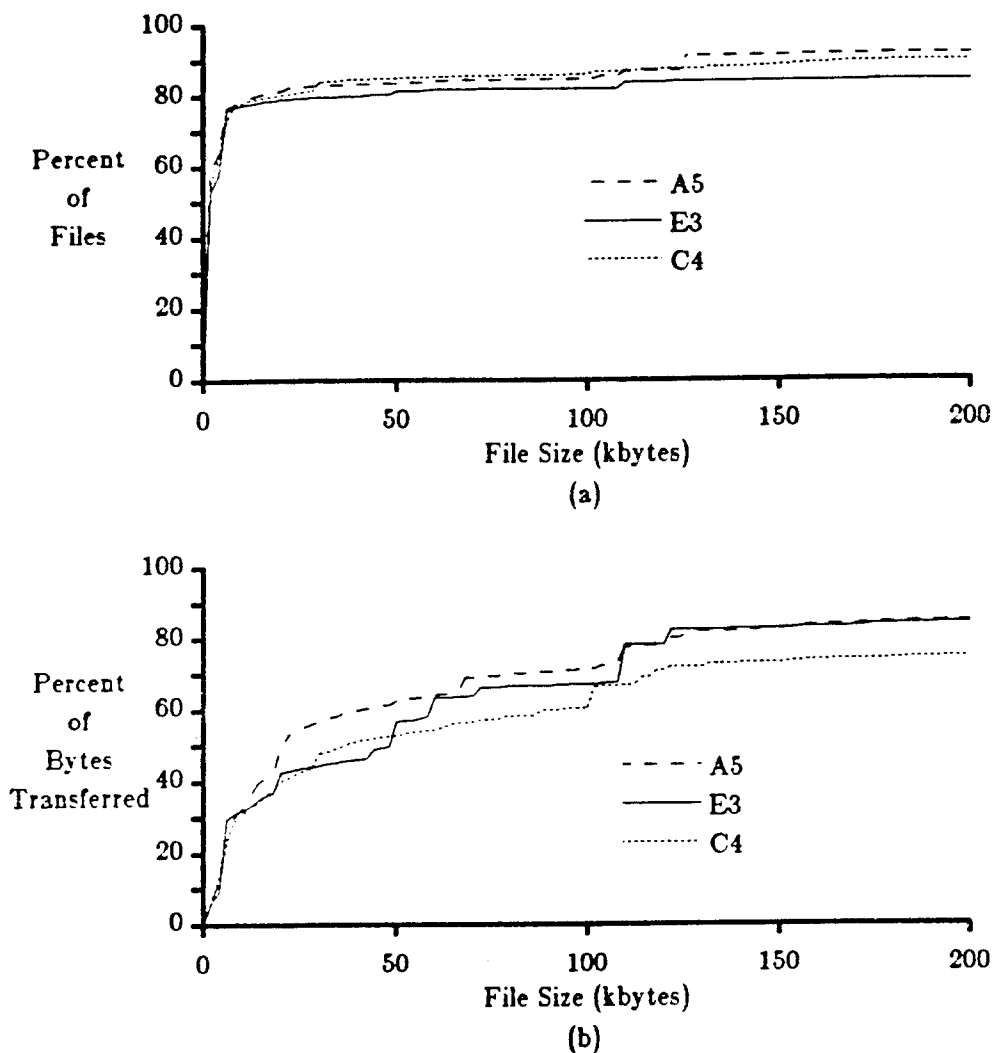 100
80
60
40
20
0
Percent
of
Files
A5
E3
C4
0 50 100 150 200
File Size (kbytes)
(a)
100
80
60
40
20
0
Percent
of
Bytes
Transferred
A5
E3
C4
0 50 100 150 200
File Size (kbytes)
(b)